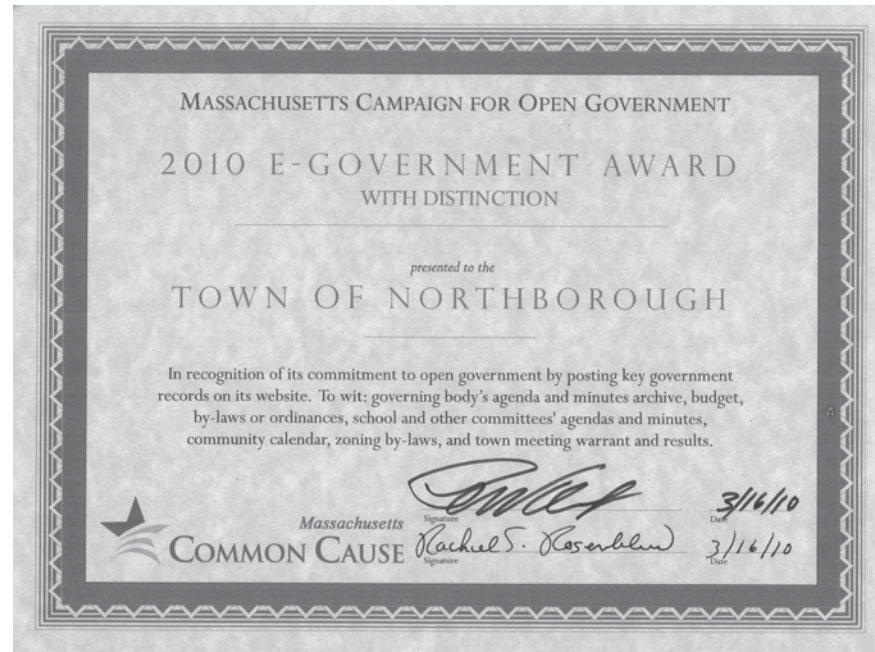 MASSACHUSETTS CAMPAIGN FOR OPEN GOVERNMENT
2010 E-GOVERNMENT AWARD
WITH DISTINCTION
presented to the
TOWN OF NORTHBOROUGH
In recognition of its commitment to open government by posting key government
records on its website. To wit: governing body's agenda and minutes archive, budget,
by-laws or ordinances, school and other committees' agendas and minutes,
community calendar, zoning by-laws, and town meeting warrant and results.
3/16/10
Signature
Date
Massachusetts
COMMON CAUSE
Rachael S.
3/16/10
Signature
Date